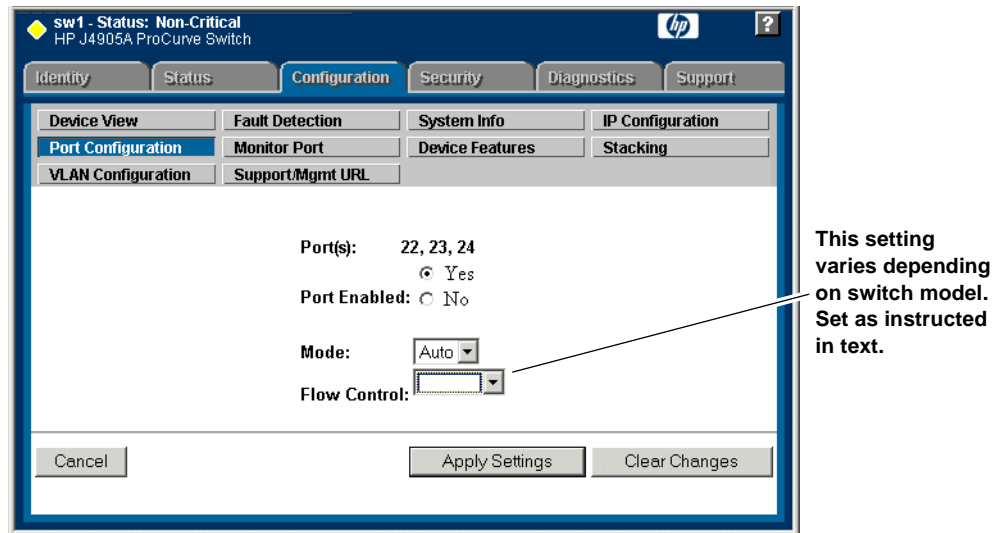 sw1 - Status: Non-Critical
HP J4905A ProCurve Switch
hp
?
Identity Status Configuration Security Diagnostics Support
Device View Fault Detection System Info IP Configuration
Port Configuration Monitor Port Device Features Stacking
VLAN Configuration Support/Mgmt URL
Port(s): 22, 23, 24
Yes
Port Enabled: No
Mode: Auto
Flow Control:
Cancel Apply Settings Clear Changes
This setting
varies depending
on switch model.
Set as instructed
in text.